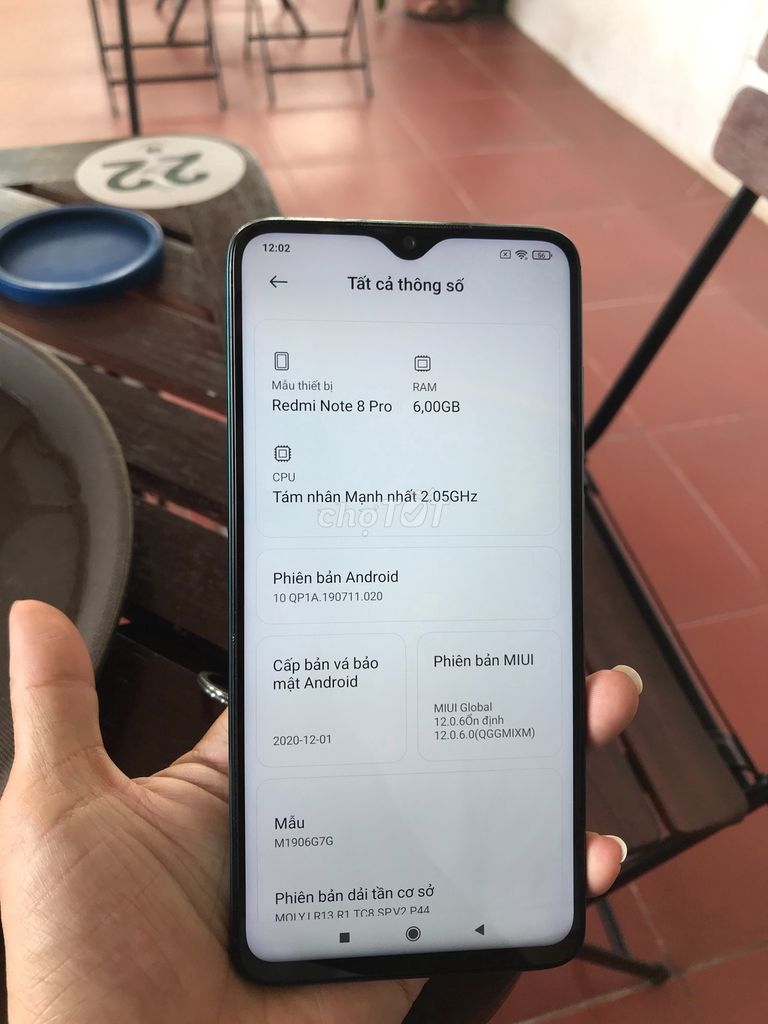 22
12:02
56
Tất cả thông số
Mẫu thiết bị
Redmi Note 8 Pro
RAM
6,00GB
CPU
Tám nhân Mạnh nhất 2.05GHz
chợTỐT
Phiên bản Android
10 QP1A.190711.020
Cấp bản vá bảo
mật Android
2020-12-01
Phiên bản MIUI
MIUI Global
12.0.6Ổn định
12.0.6.0(QGGMIXM)
Mẫu
M1906G7G
Phiên bản dải tần cơ sở
MOLY.LR13.R1.TC8.SP.V2.P44